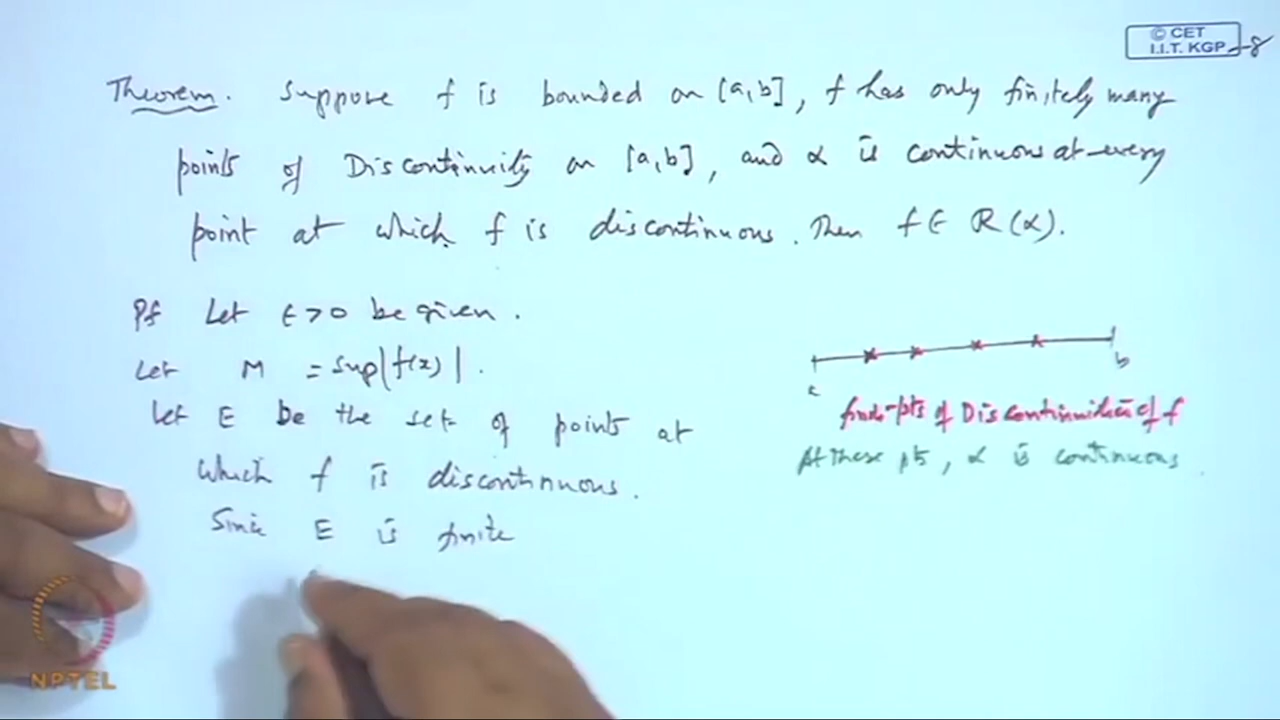 © CET
I.I.T. KGP
Theorem. Suppose f is bounded on [a,b], f has only finitely many
points of Discontinuity on [a,b], and α is continuous at every
point at which f is discontinuous. Then f ∈ R(α).
Pf Let ε>0 be given.
Let M = sup|f(x)|.
Let E be the set of points at
which f is discontinuous.
Since E is finite
b
finite-pts of Discontinuities of f
At these pts, α is continuous
NPTEL